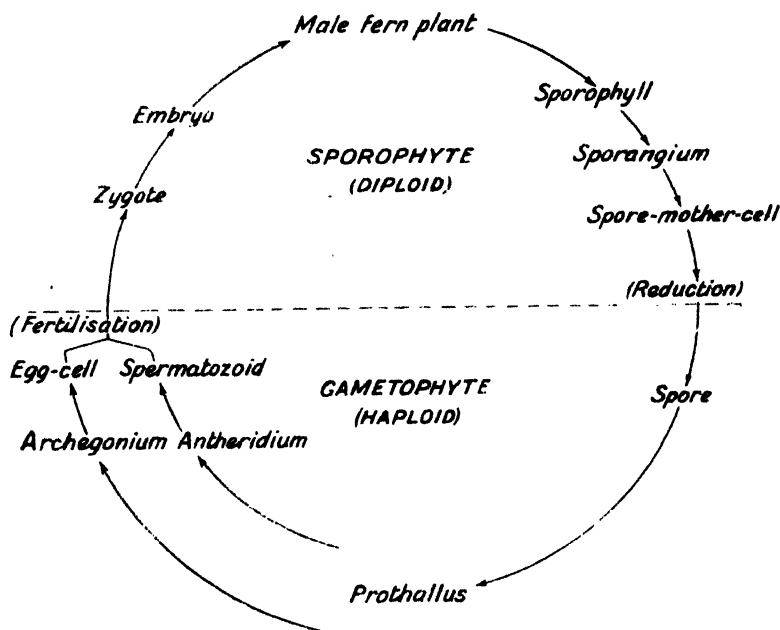 Male fern plant
Sporophyll
Embryo
SPOROPHYTE
(DIPLOID)
Sporangium
Zygote
Spore-mother-cell
(Reduction)
(Fertilisation)
Egg-cell Spermatozoid
GAMETOPHYTE
(HAPLOID)
Spore
Archegonium Antheridium
Prothallus